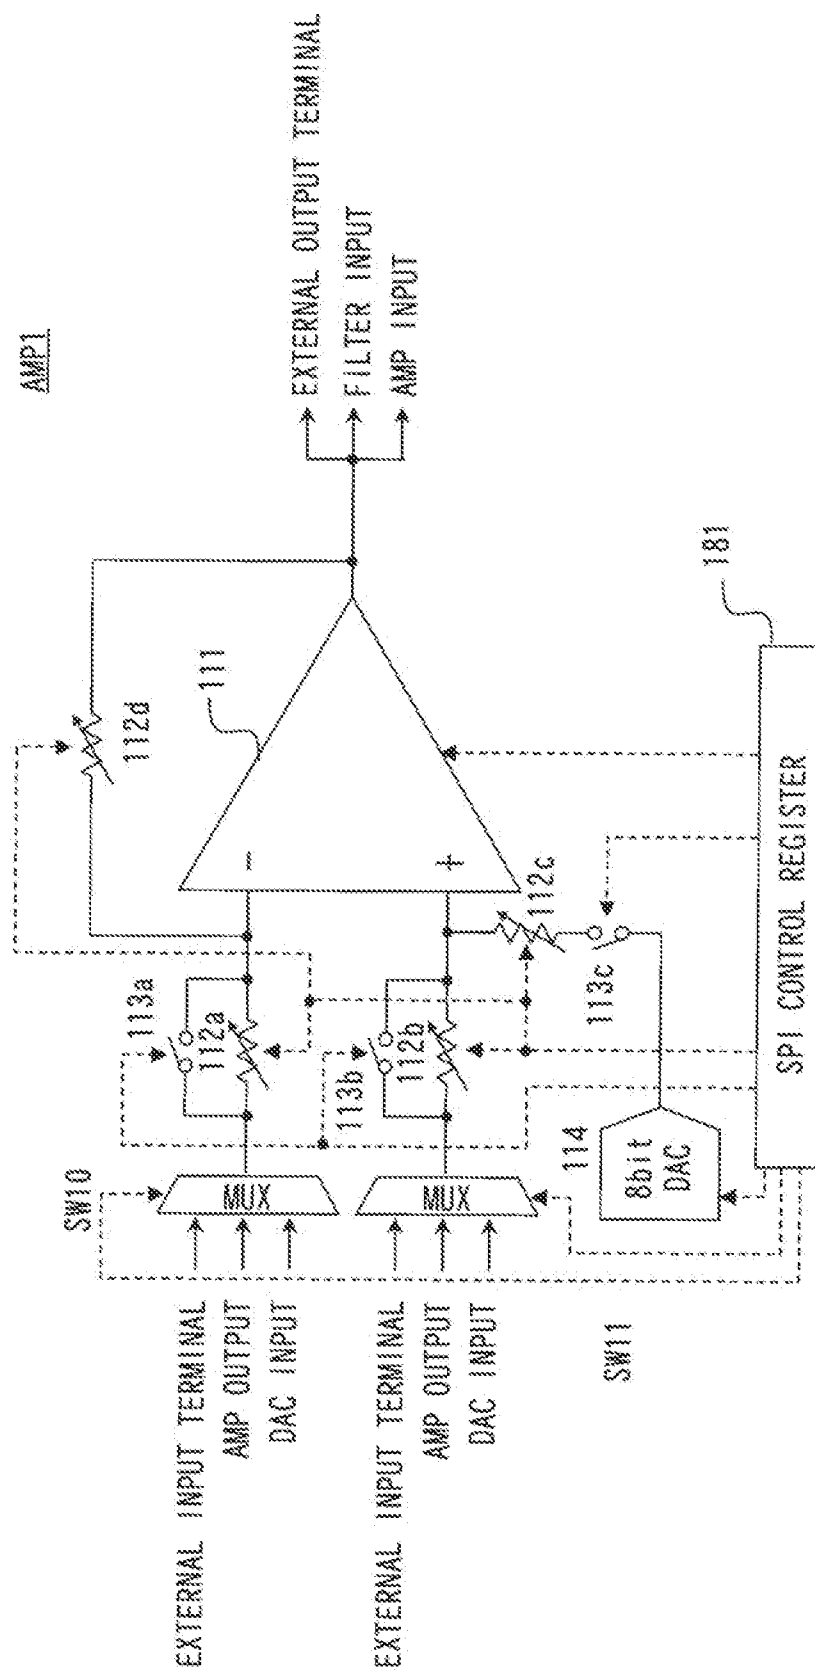 AMP1
EXTERNAL OUTPUT TERMINAL
FILTER INPUT
AMP INPUT
112d
111
-
+
113a
112a
113b
112b
112c
113c
SW10
MUX
MUX
EXTERNAL INPUT TERMINAL
AMP OUTPUT
DAC INPUT
EXTERNAL INPUT TERMINAL
AMP OUTPUT
DAC INPUT
SW11
114
8bit
DAC
181
SPI CONTROL REGISTER